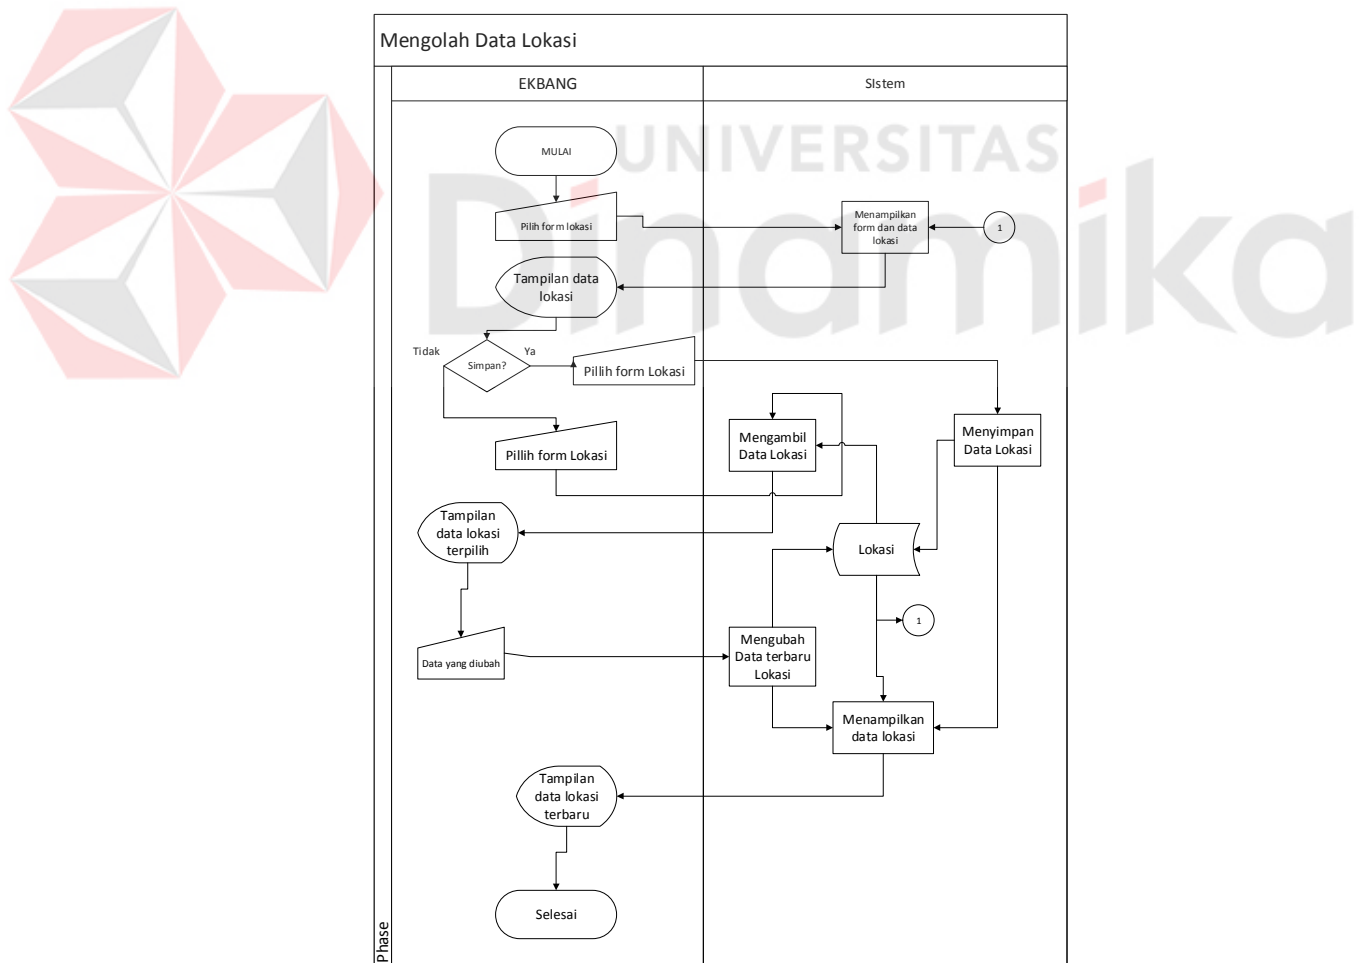 Mengolah Data Lokasi
EKBANG
SIstem
UNIVERSITAS
Dinamika
MULAI
Pilih form lokasi
Menampilkan
form dan data
lokasi
1
Tampilan data
lokasi
Tidak
Simpan?
Ya
Pillih form Lokasi
Pillih form Lokasi
Mengambil
Data Lokasi
Menyimpan
Data Lokasi
Tampilan
data lokasi
terpilih
Lokasi
1
Data yang diubah
Mengubah
Data terbaru
Lokasi
Menampilkan
data lokasi
Tampilan
data lokasi
terbaru
Selesai
Phase